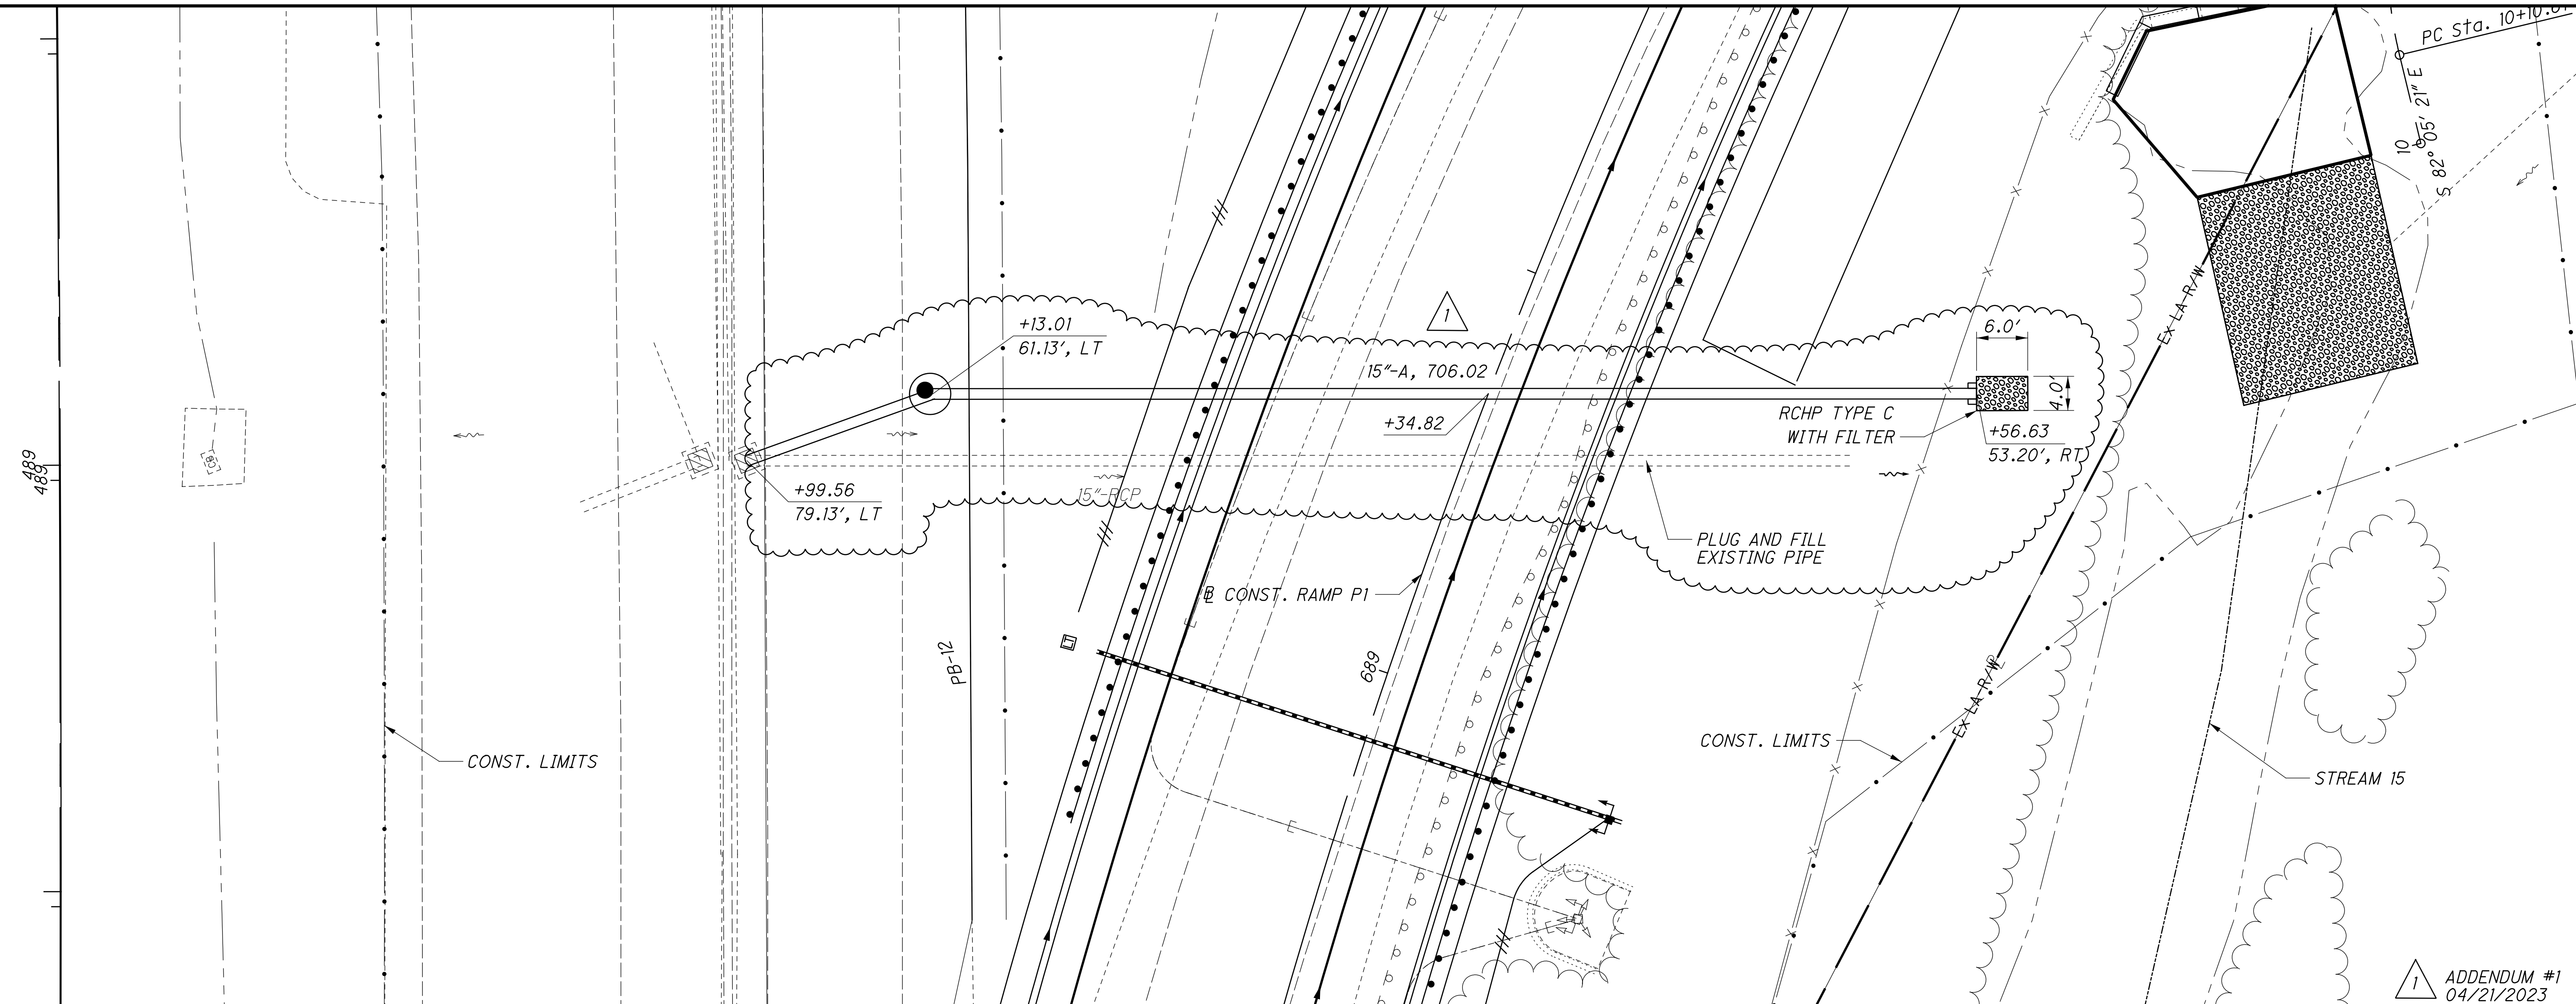 PC Sta. 10+10.01
S 82° 05' 21" E
10
Ex LA R/W
1
+13.01
61.13', LT
6.0'
4.0'
15"-A, 706.02
RCHP TYPE C
WITH FILTER
+34.82
+56.63
53.20', RT
489
489
+99.56
79.13', LT
15"-RCP
PLUG AND FILL
EXISTING PIPE
B CONST. RAMP P1
PB-12
LT
689
Ex LA R/W
CONST. LIMITS
CONST. LIMITS
STREAM 15
1
ADDENDUM #1
04/21/2023